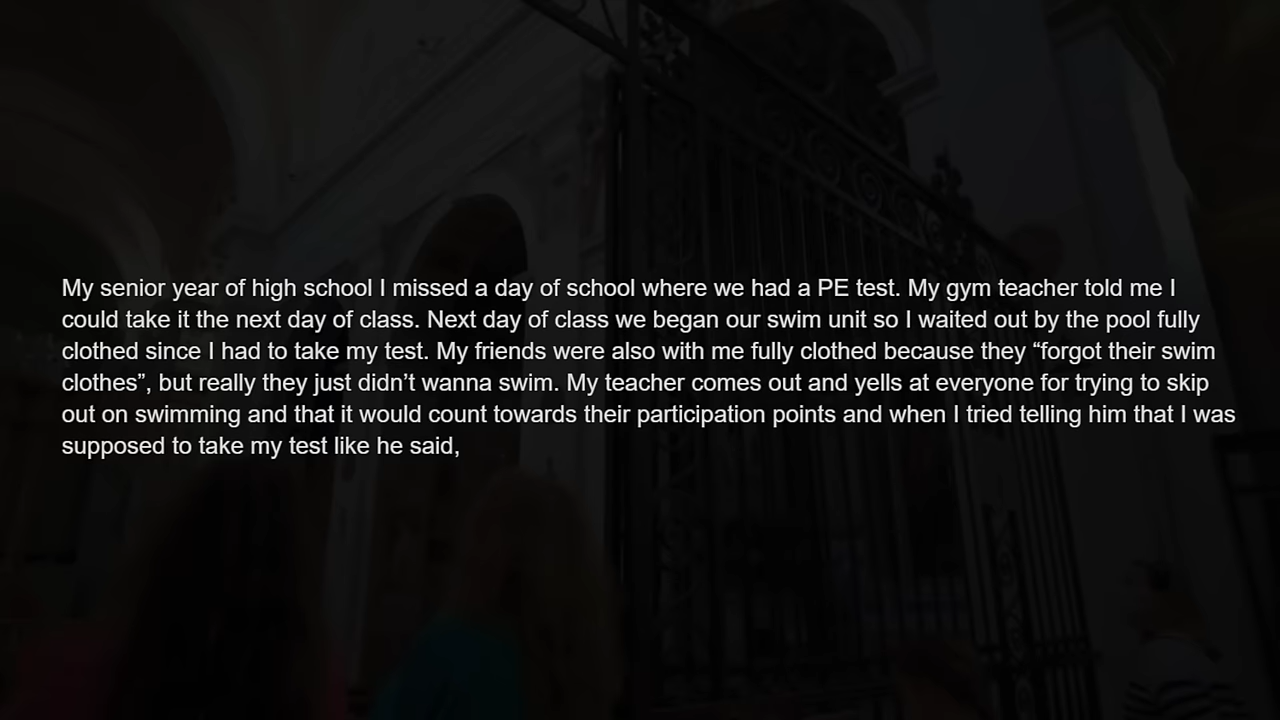 My senior year of high school I missed a day of school where we had a PE test. My gym teacher told me I
could take it the next day of class. Next day of class we began our swim unit so I waited out by the pool fully
clothed since I had to take my test. My friends were also with me fully clothed because they “forgot their swim
clothes”, but really they just didn’t wanna swim. My teacher comes out and yells at everyone for trying to skip
out on swimming and that it would count towards their participation points and when I tried telling him that I was
supposed to take my test like he said,